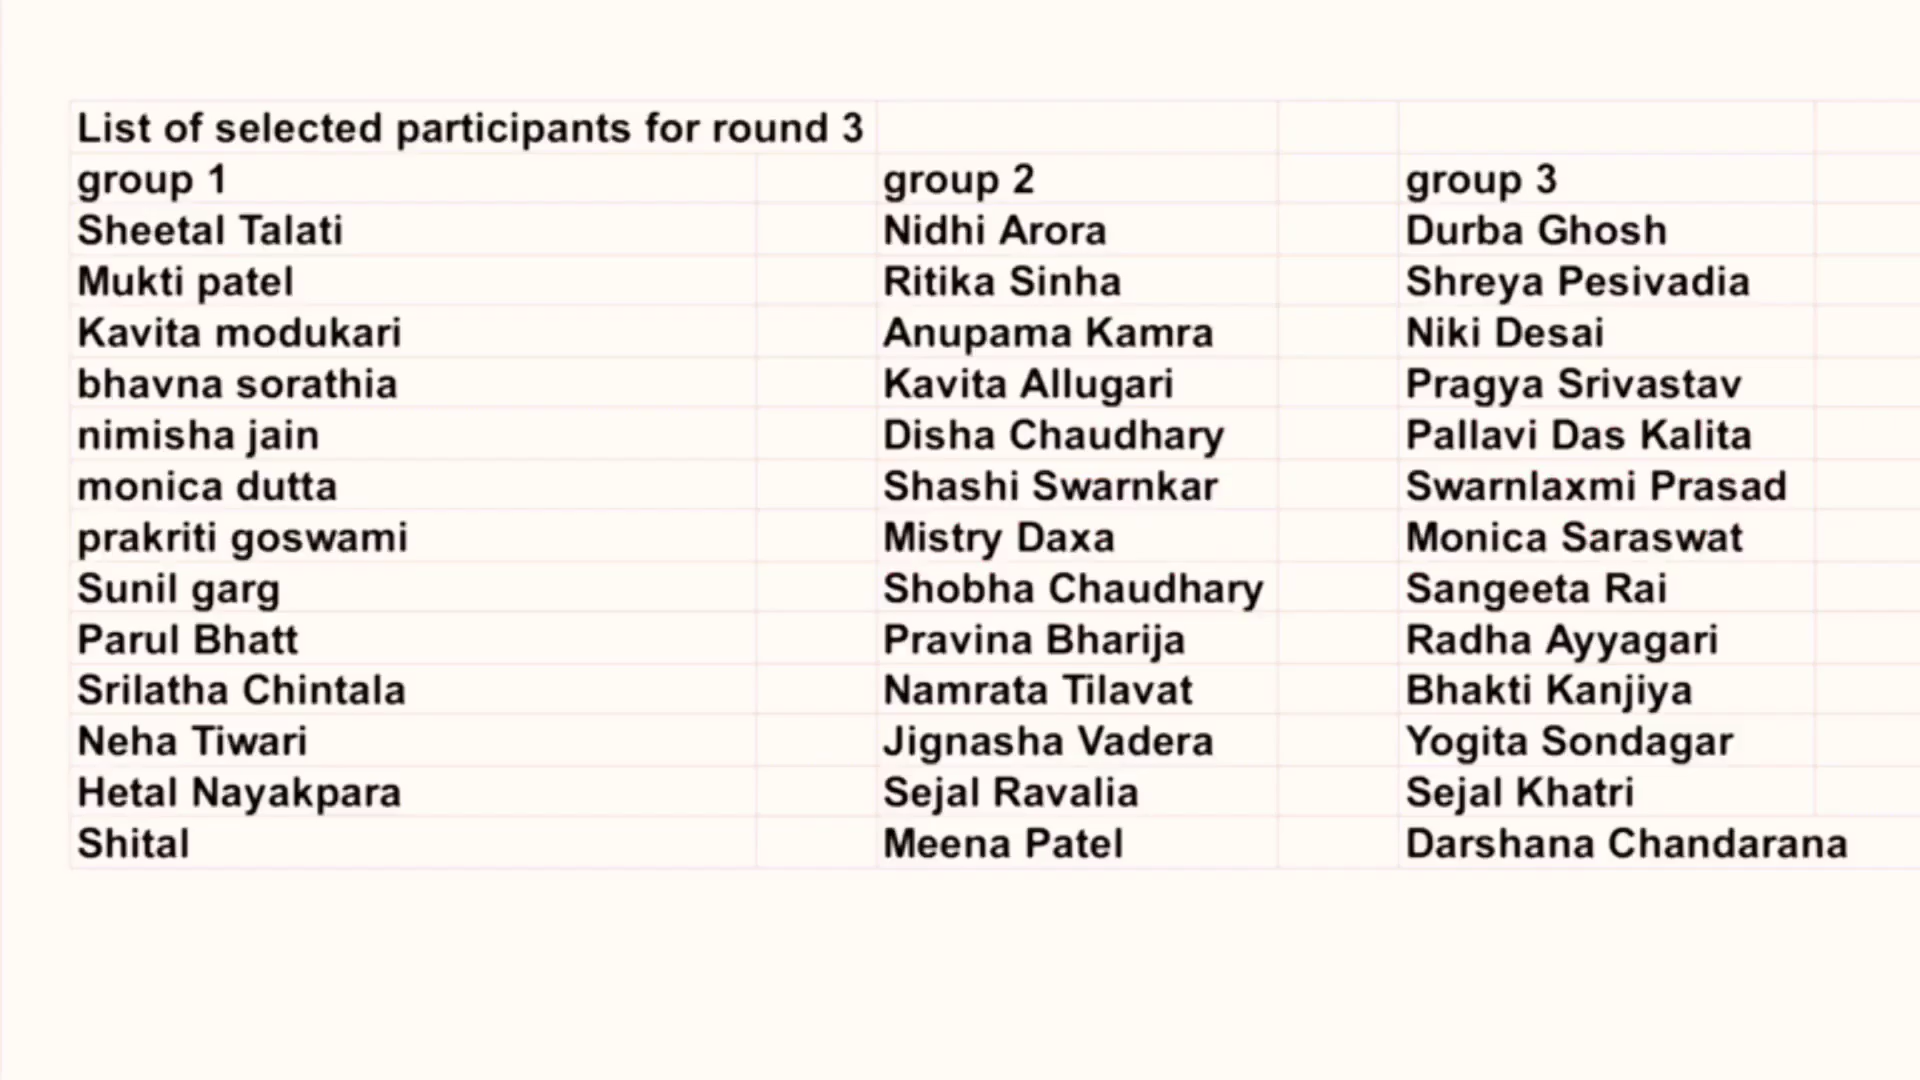 List of selected participants for round 3
group 1 group 2 group 3
Sheetal Talati Nidhi Arora Durba Ghosh
Mukti patel Ritika Sinha Shreya Pesivadia
Kavita modukari Anupama Kamra Niki Desai
bhavna sorathia Kavita Allugari Pragya Srivastav
nimisha jain Disha Chaudhary Pallavi Das Kalita
monica dutta Shashi Swarnkar Swarnlaxmi Prasad
prakriti goswami Mistry Daxa Monica Saraswat
Sunil garg Shobha Chaudhary Sangeeta Rai
Parul Bhatt Pravina Bharija Radha Ayyagari
Srilatha Chintala Namrata Tilavat Bhakti Kanjiya
Neha Tiwari Jignasha Vadera Yogita Sondagar
Hetal Nayakpara Sejal Ravalia Sejal Khatri
Shital Meena Patel Darshana Chandarana